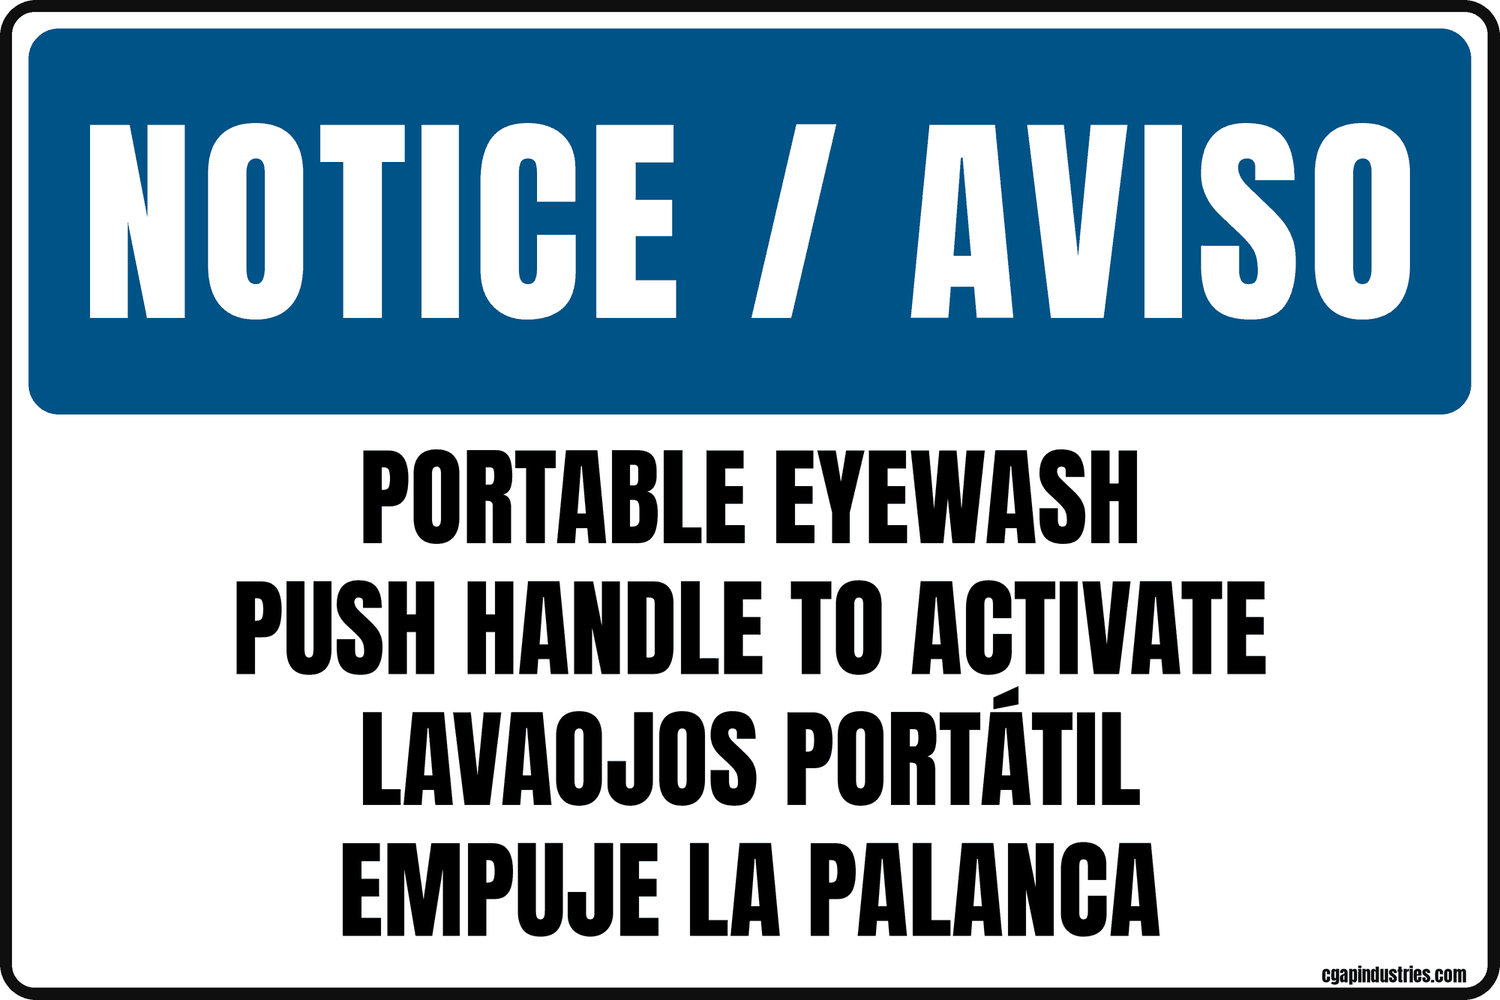 NOTICE / AVISO
PORTABLE EYEWASH
PUSH HANDLE TO ACTIVATE
LAVAOJOS PORTÁTIL
EMPUJE LA PALANCA
cgapindustries.com